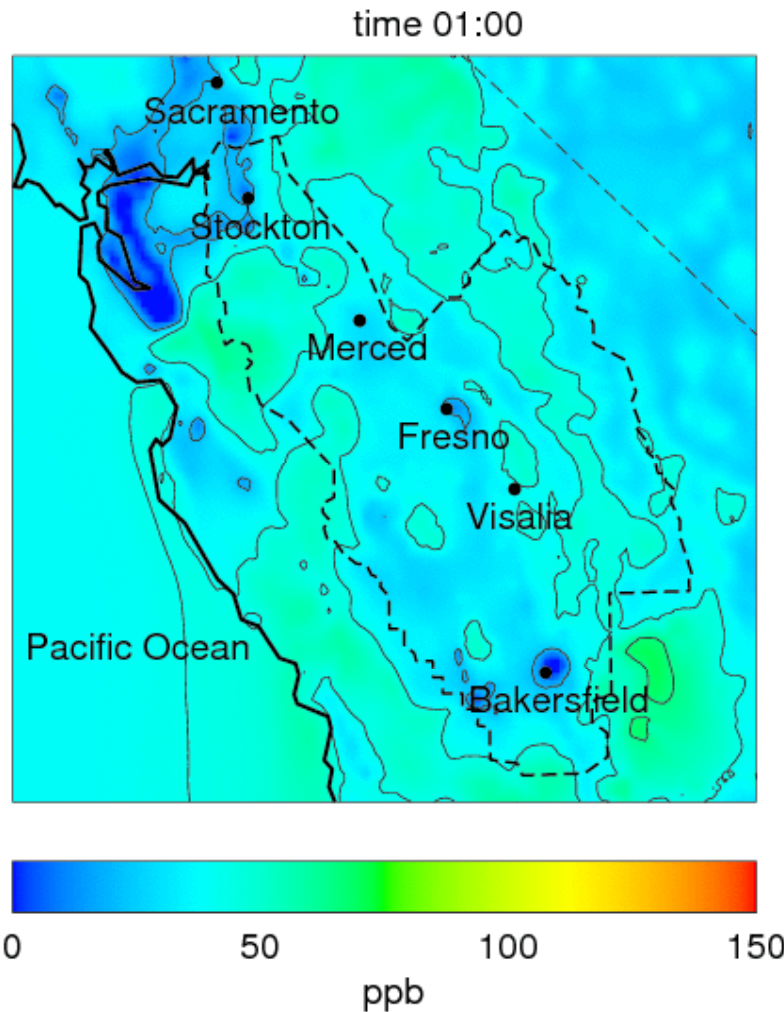 time 01:00
Sacramento
Stockton
Merced
Fresno
Visalia
Pacific Ocean
Bakersfield
0 50 100 150
ppb